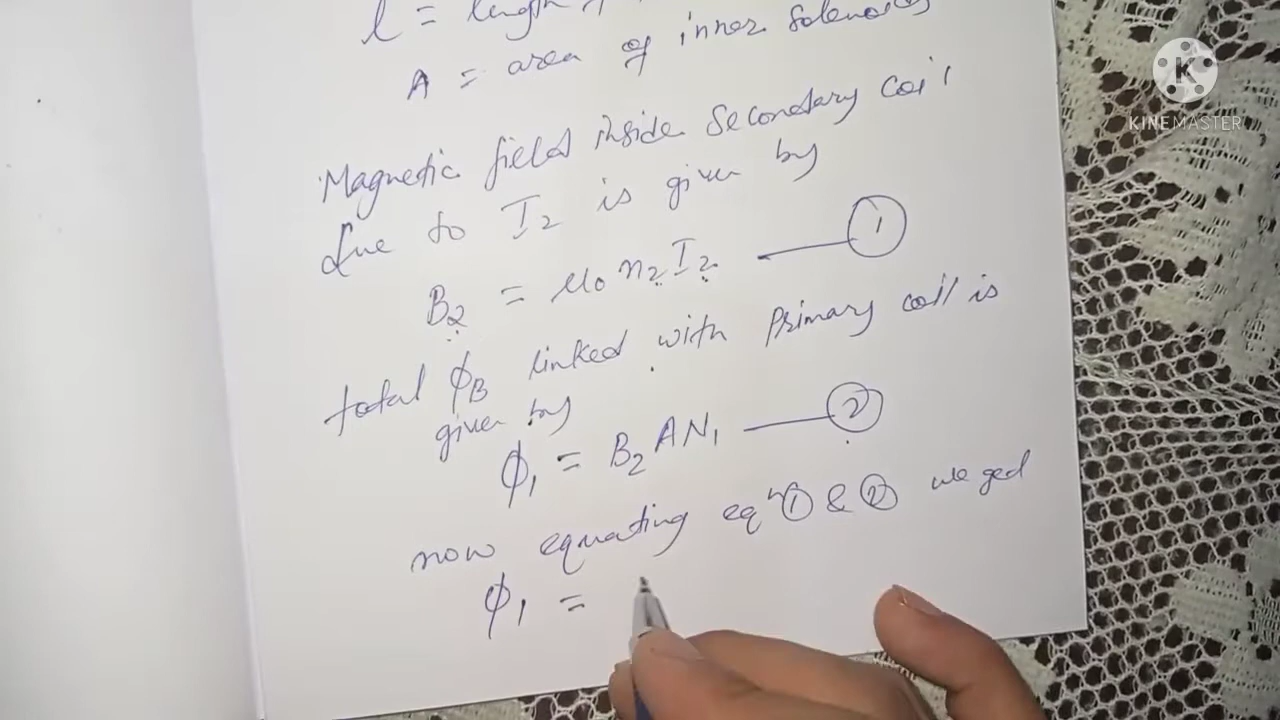 l = length
A = area of inner Solenoids
K
KINEMASTER
Magnetic field inside Secondary coil
due to I₂ is given by
B₂ = μ₀ n₂ I₂ — ①
total ϕB linked with Primary coil is
given by
ϕ₁ = B₂ A N₁ — ②
now equating eqⁿ ① & ② we get
ϕ₁ =